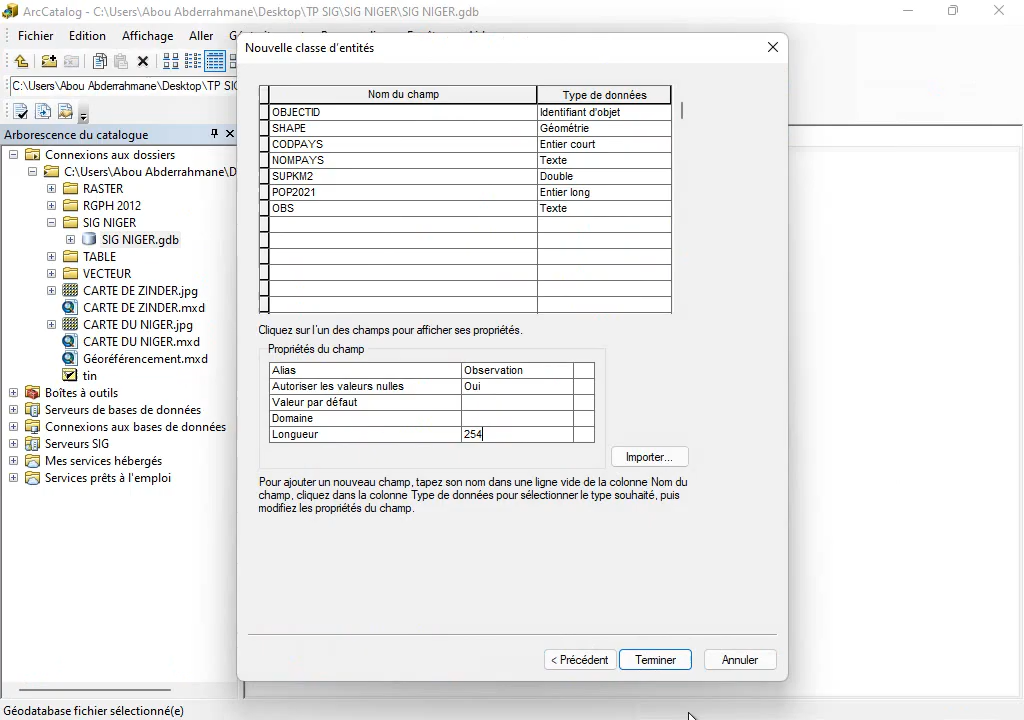 ArcCatalog - C:\Users\Abou Abderrahmane\Desktop\TP SIG\SIG NIGER\SIG NIGER.gdb
Fichier Edition Affichage Aller
C:\Users\Abou Abderrahmane\Desktop\TP SIG
Arborescence du catalogue
Connexions aux dossiers
C:\Users\Abou Abderrahmane\D
RASTER
RGPH 2012
SIG NIGER
SIG NIGER.gdb
TABLE
VECTEUR
CARTE DE ZINDER.jpg
CARTE DE ZINDER.mxd
CARTE DU NIGER.jpg
CARTE DU NIGER.mxd
Géoréférencement.mxd
tin
Boîtes à outils
Serveurs de bases de données
Connexions aux bases de données
Serveurs SIG
Mes services hébergés
Services prêts à l'emploi
Géodatabase fichier sélectionné(e)
Nouvelle classe d'entités
Nom du champ Type de données
OBJECTID Identifiant d'objet
SHAPE Géométrie
CODPAYS Entier court
NOMPAYS Texte
SUPKM2 Double
POP2021 Entier long
OBS Texte
Cliquez sur l'un des champs pour afficher ses propriétés.
Propriétés du champ
Alias Observation
Autoriser les valeurs nulles Oui
Valeur par défaut
Domaine
Longueur 254
Importer...
Pour ajouter un nouveau champ, tapez son nom dans une ligne vide de la colonne Nom du
champ, cliquez dans la colonne Type de données pour sélectionner le type souhaité, puis
modifiez les propriétés du champ.
< Précédent Terminer Annuler